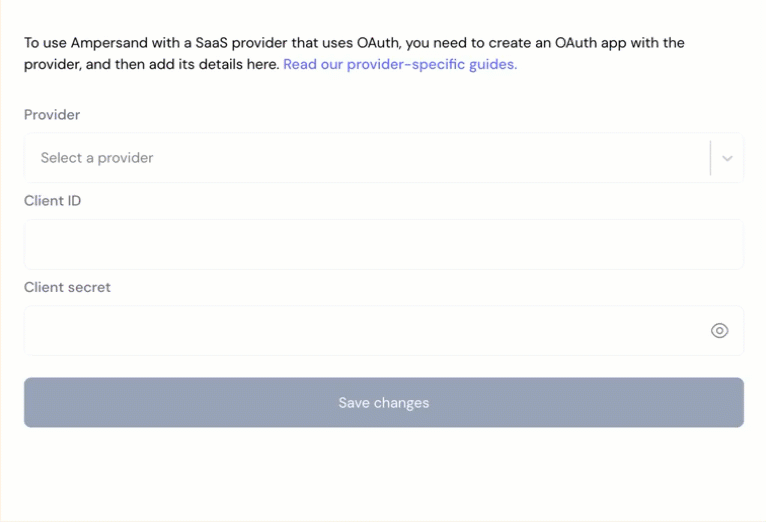 To use Ampersand with a SaaS provider that uses OAuth, you need to create an OAuth app with the
provider, and then add its details here. Read our provider-specific guides.
Provider
Select a provider
Client ID
Client secret
Save changes